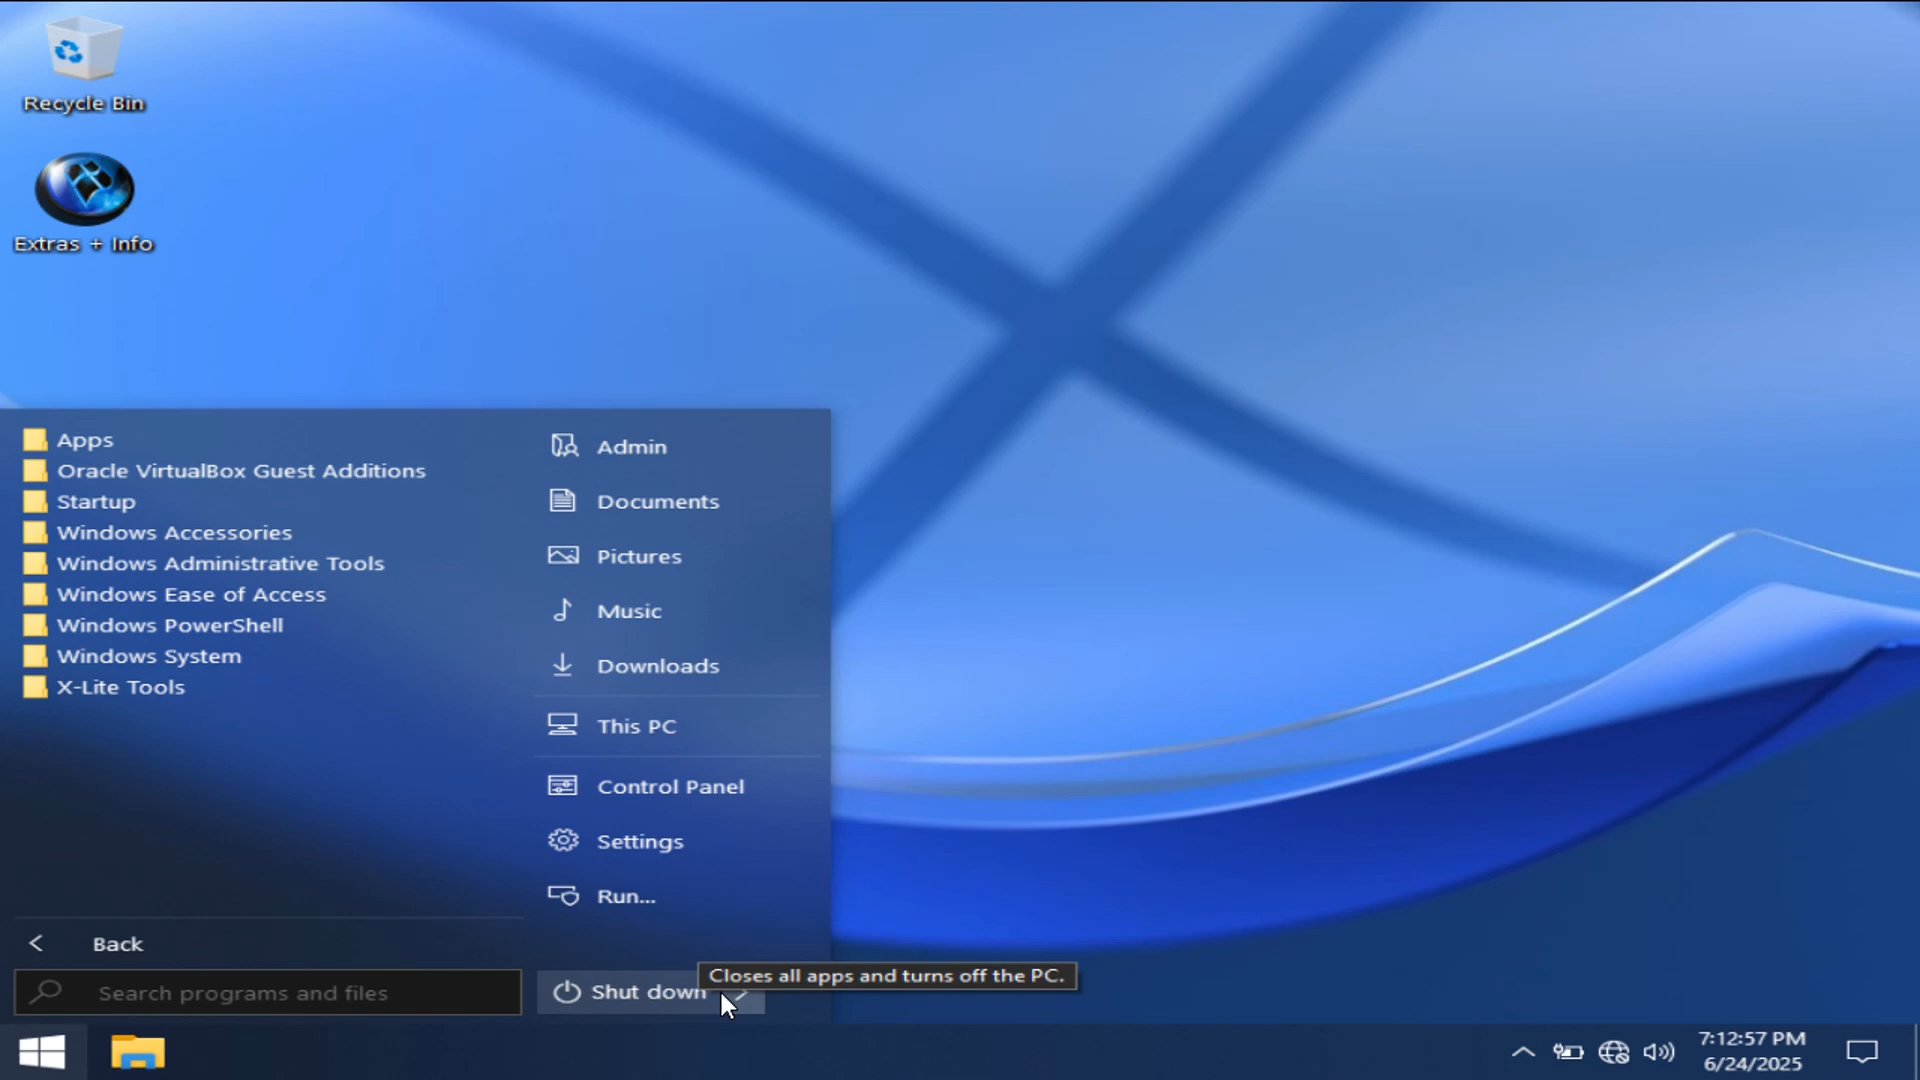 Recycle Bin
Extras + Info
Apps
Oracle VirtualBox Guest Additions
Startup
Windows Accessories
Windows Administrative Tools
Windows Ease of Access
Windows PowerShell
Windows System
X-Lite Tools
Back
Search programs and files
Admin
Documents
Pictures
Music
Downloads
This PC
Control Panel
Settings
Run...
Shut down
Closes all apps and turns off the PC.
7:12:57 PM
6/24/2025